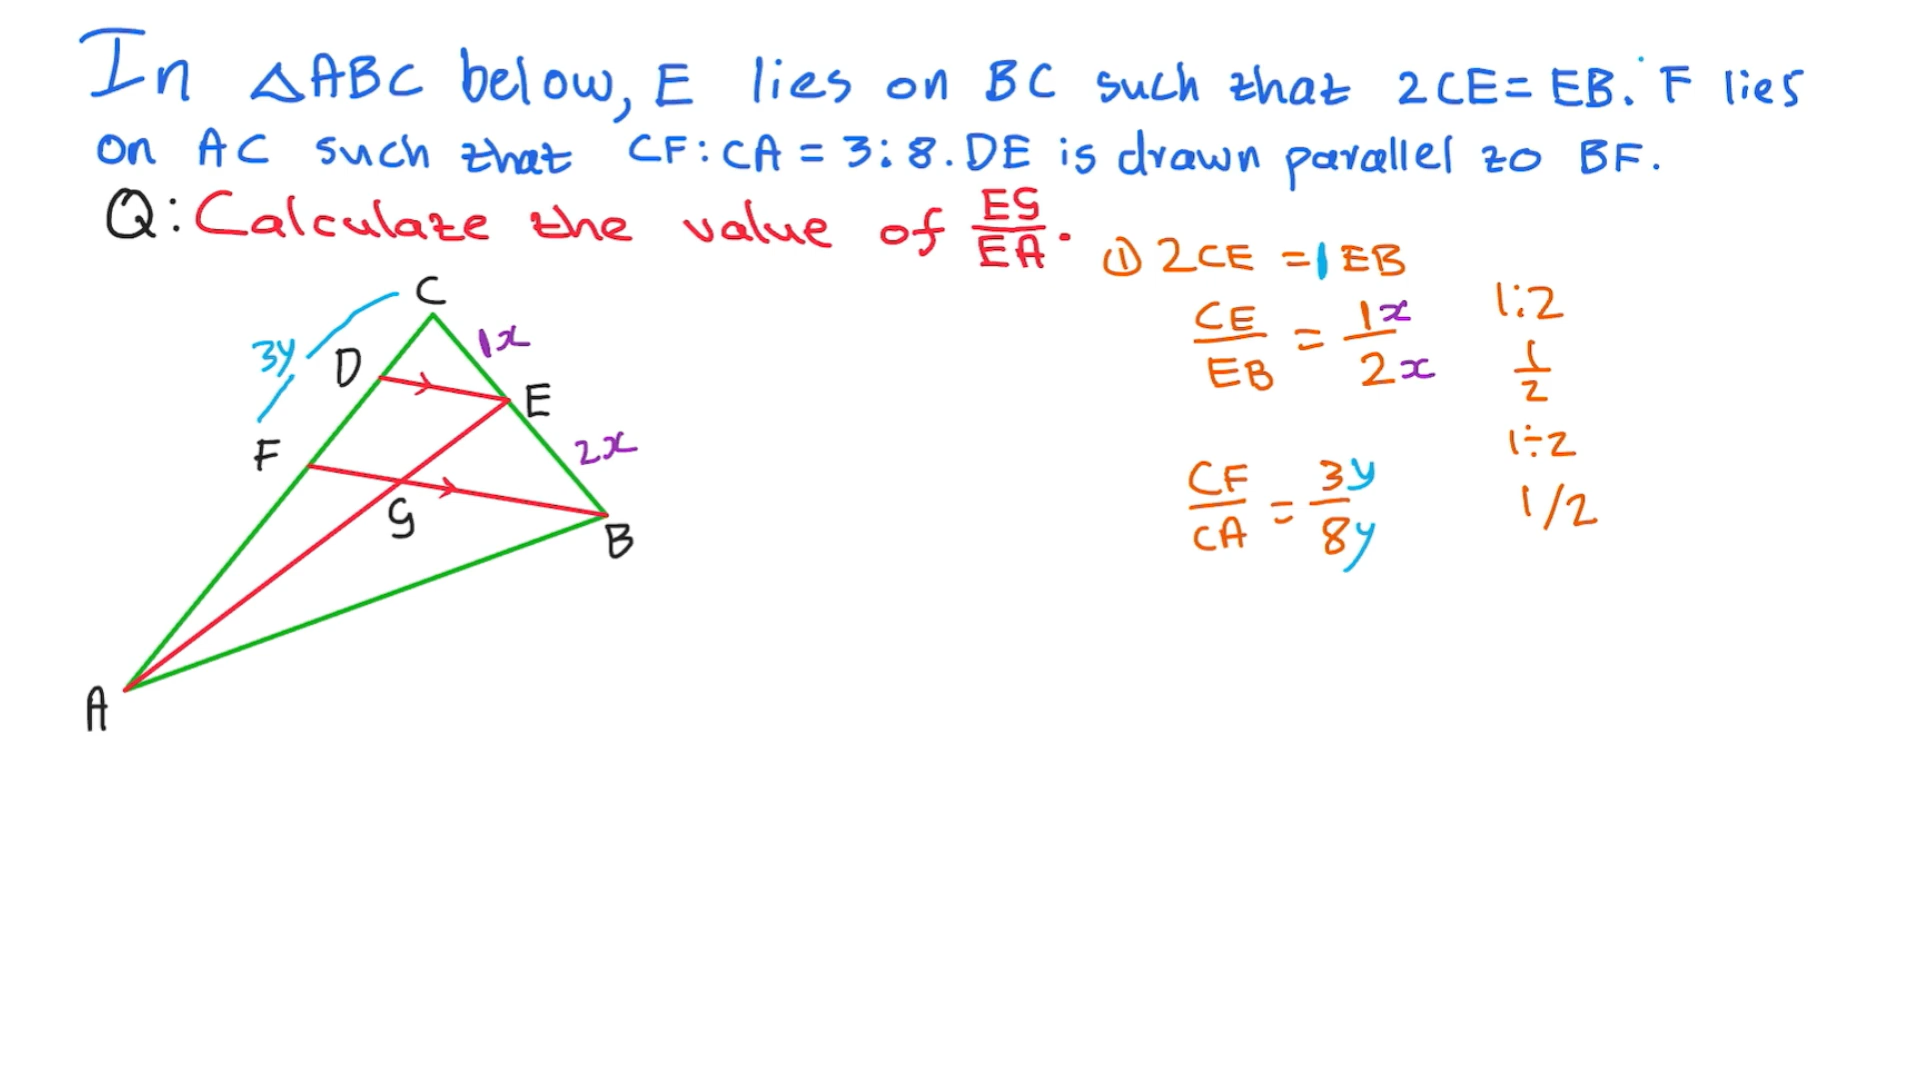 In △ABC below, E lies on BC such that 2CE = EB. F lies
on AC such that CF:CA = 3:8. DE is drawn parallel to BF.
Q: Calculate the value of EG/EA.
① 2CE = 1EB
CE/EB = 1x/2x
1:2
1/2
1÷2
1/2
CF/CA = 3y/8y
C
3y
1x
D
E
F
2x
G
B
A